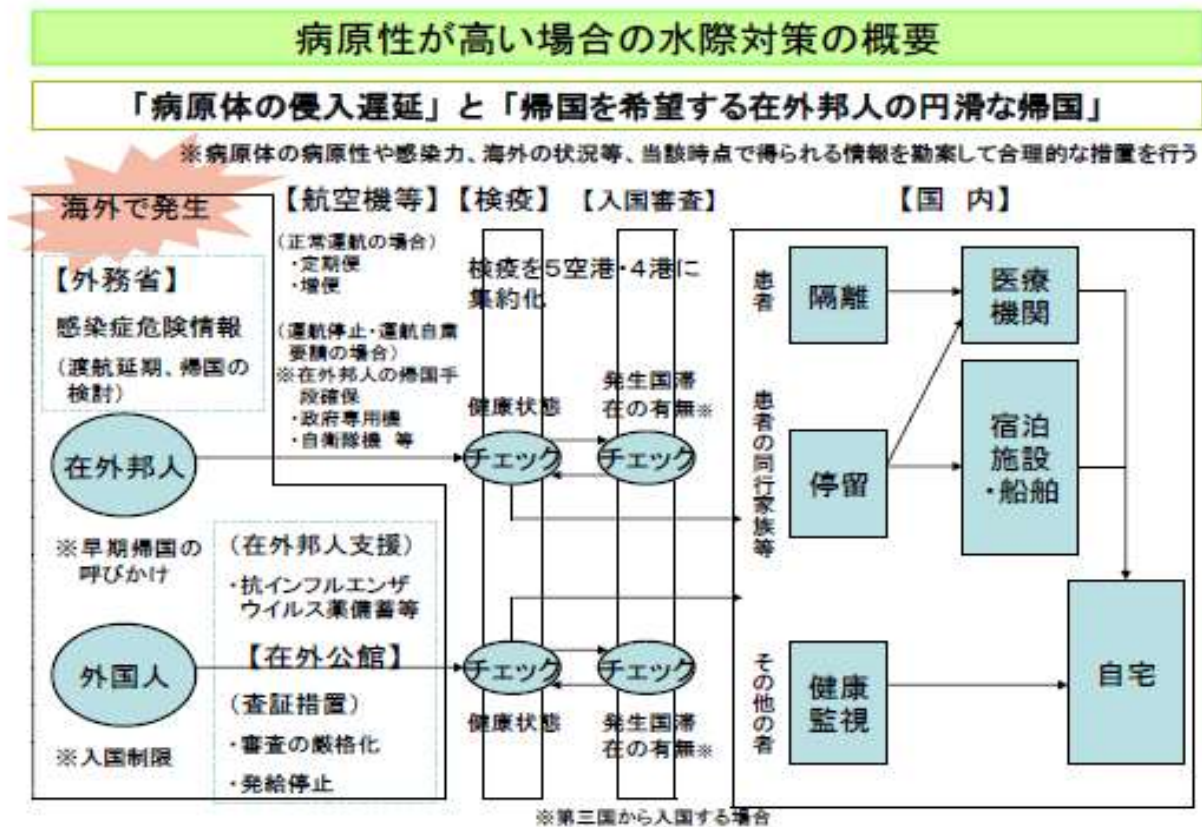 病原性が高い場合の水際対策の概要
「病原体の侵入遅延」と「帰国を希望する在外邦人の円滑な帰国」
※病原体の病原性や感染力、海外の状況等、当該時点で得られる情報を勘案して合理的な措置を行う
海外で発生
【外務省】
感染症危険情報
(渡航延期、帰国の
検討)
在外邦人
※早期帰国の
呼びかけ
外国人
※入国制限
(在外邦人支援)
・抗インフルエンザ
ウイルス薬備蓄等
【在外公館】
(査証措置)
・審査の厳格化
・発給停止
【航空機等】
(正常運航の場合)
・定期便
・増便
(運航停止・運航自粛
要請の場合)
※在外邦人の帰国手
段確保
・政府専用機
・自衛隊機 等
【検疫】
【入国審査】
検疫を5空港・4港に
集約化
健康状態
チェック
発生国滞
在の有無※
チェック
チェック
健康状態
チェック
発生国滞
在の有無※
【国 内】
患者
隔離
医療
機関
患者の同行家族等
停留
宿泊
施設
・船舶
その他の者
健康
監視
自宅
※第三国から入国する場合